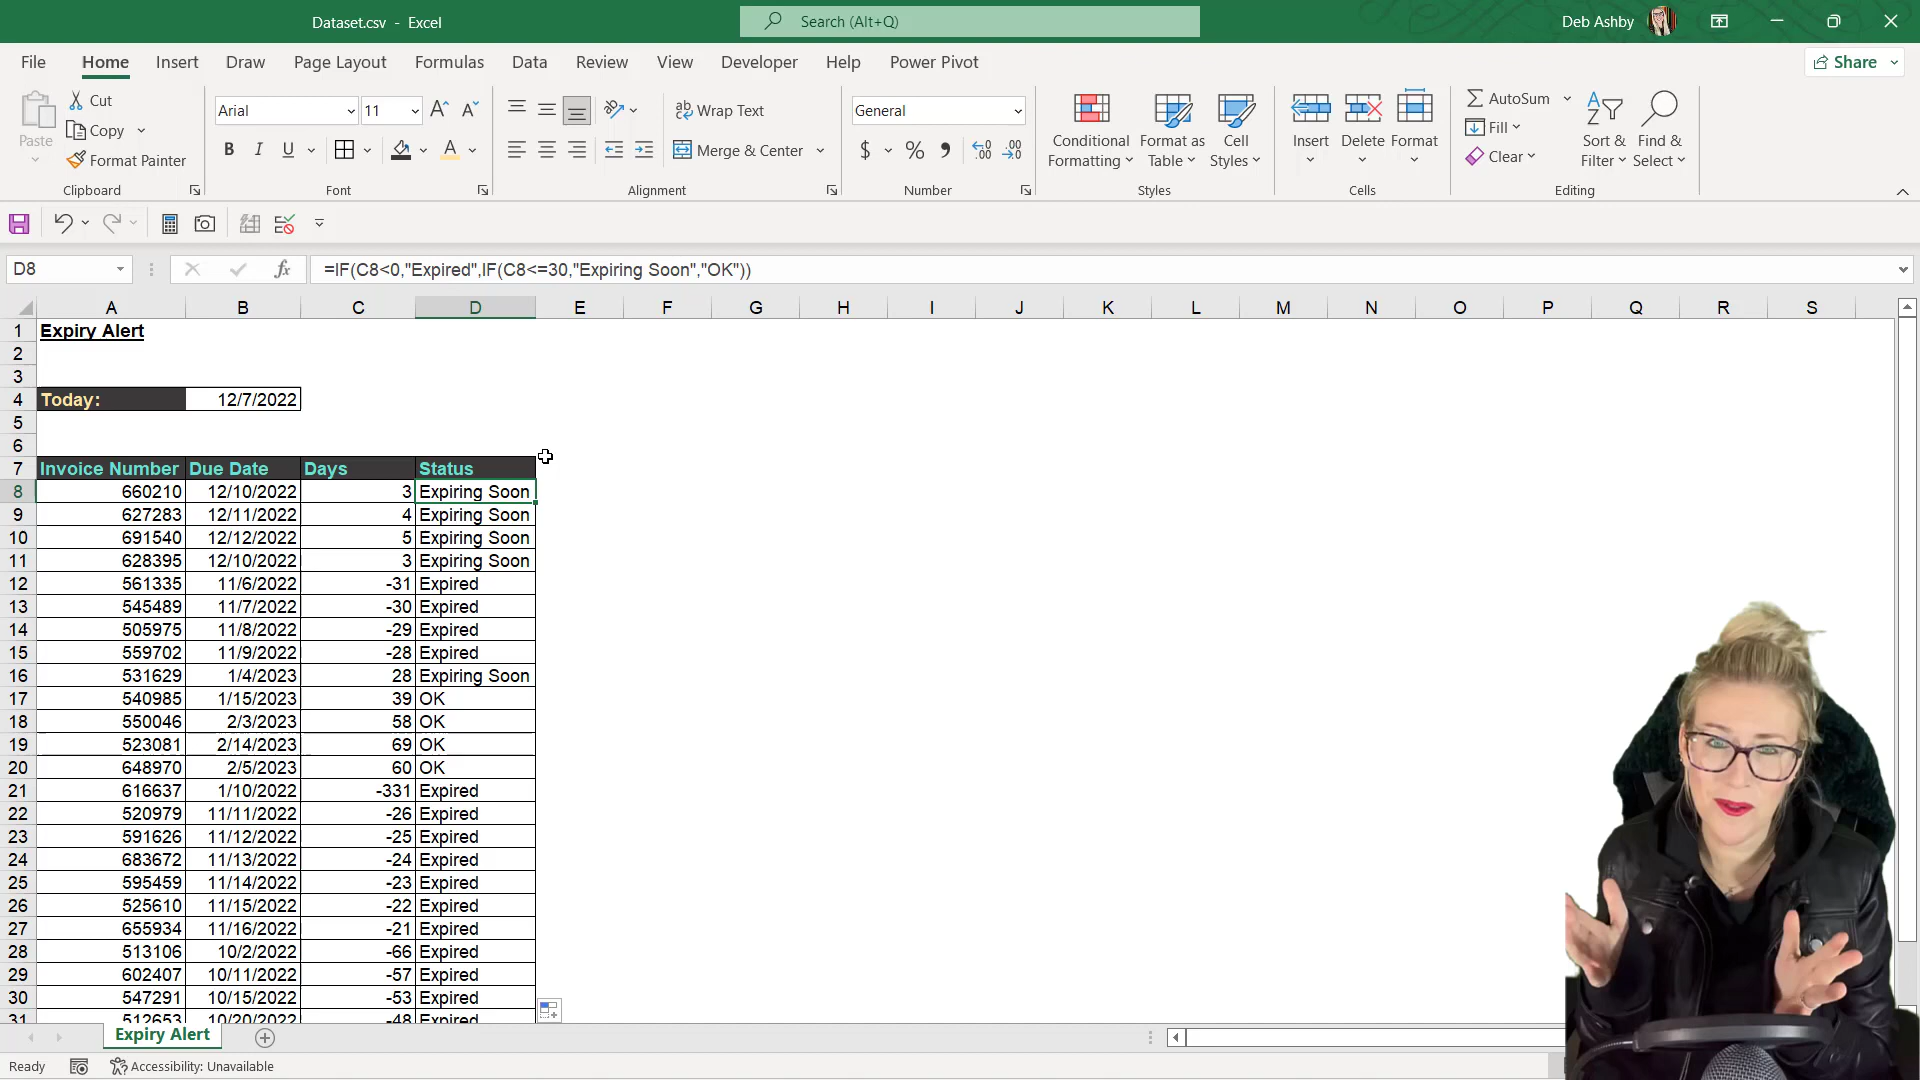 Dataset.csv - Excel
Search (Alt+Q)
Deb Ashby
File Home Insert Draw Page Layout Formulas Data Review View Developer Help Power Pivot
Share
Paste
Cut
Copy
Format Painter
Clipboard
Arial
11
B I U
Font
Wrap Text
Merge & Center
Alignment
General
$ % ,
Number
Conditional Formatting
Format as Table
Cell Styles
Styles
Insert
Delete
Format
Cells
AutoSum
Fill
Clear
Sort & Filter
Find & Select
Editing
D8
fx
=IF(C8<0,"Expired",IF(C8<=30,"Expiring Soon","OK"))
A B C D E F G H I J K L M N O P Q R S
1 Expiry Alert
2
3
4 Today: 12/7/2022
5
6
7 Invoice Number Due Date Days Status
8 660210 12/10/2022 3 Expiring Soon
9 627283 12/11/2022 4 Expiring Soon
10 691540 12/12/2022 5 Expiring Soon
11 628395 12/10/2022 3 Expiring Soon
12 561335 11/6/2022 -31 Expired
13 545489 11/7/2022 -30 Expired
14 505975 11/8/2022 -29 Expired
15 559702 11/9/2022 -28 Expired
16 531629 1/4/2023 28 Expiring Soon
17 540985 1/15/2023 39 OK
18 550046 2/3/2023 58 OK
19 523081 2/14/2023 69 OK
20 648970 2/5/2023 60 OK
21 616637 1/10/2022 -331 Expired
22 520979 11/11/2022 -26 Expired
23 591626 11/12/2022 -25 Expired
24 683672 11/13/2022 -24 Expired
25 595459 11/14/2022 -23 Expired
26 525610 11/15/2022 -22 Expired
27 655934 11/16/2022 -21 Expired
28 513106 10/2/2022 -66 Expired
29 602407 10/11/2022 -57 Expired
30 547291 10/15/2022 -53 Expired
31 512653 10/20/2022 -48 Expired
Expiry Alert
Ready
Accessibility: Unavailable